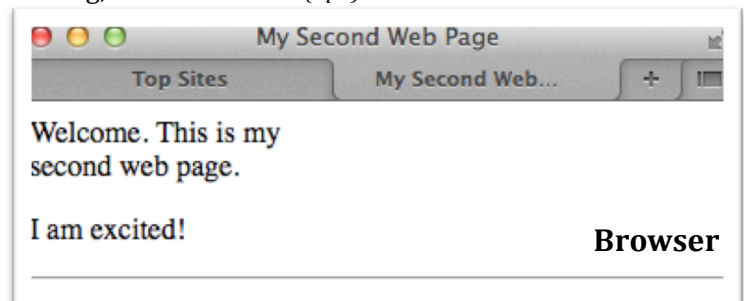 My Second Web Page
Top Sites
My Second Web...
+
Welcome. This is my
second web page.
I am excited!
Browser